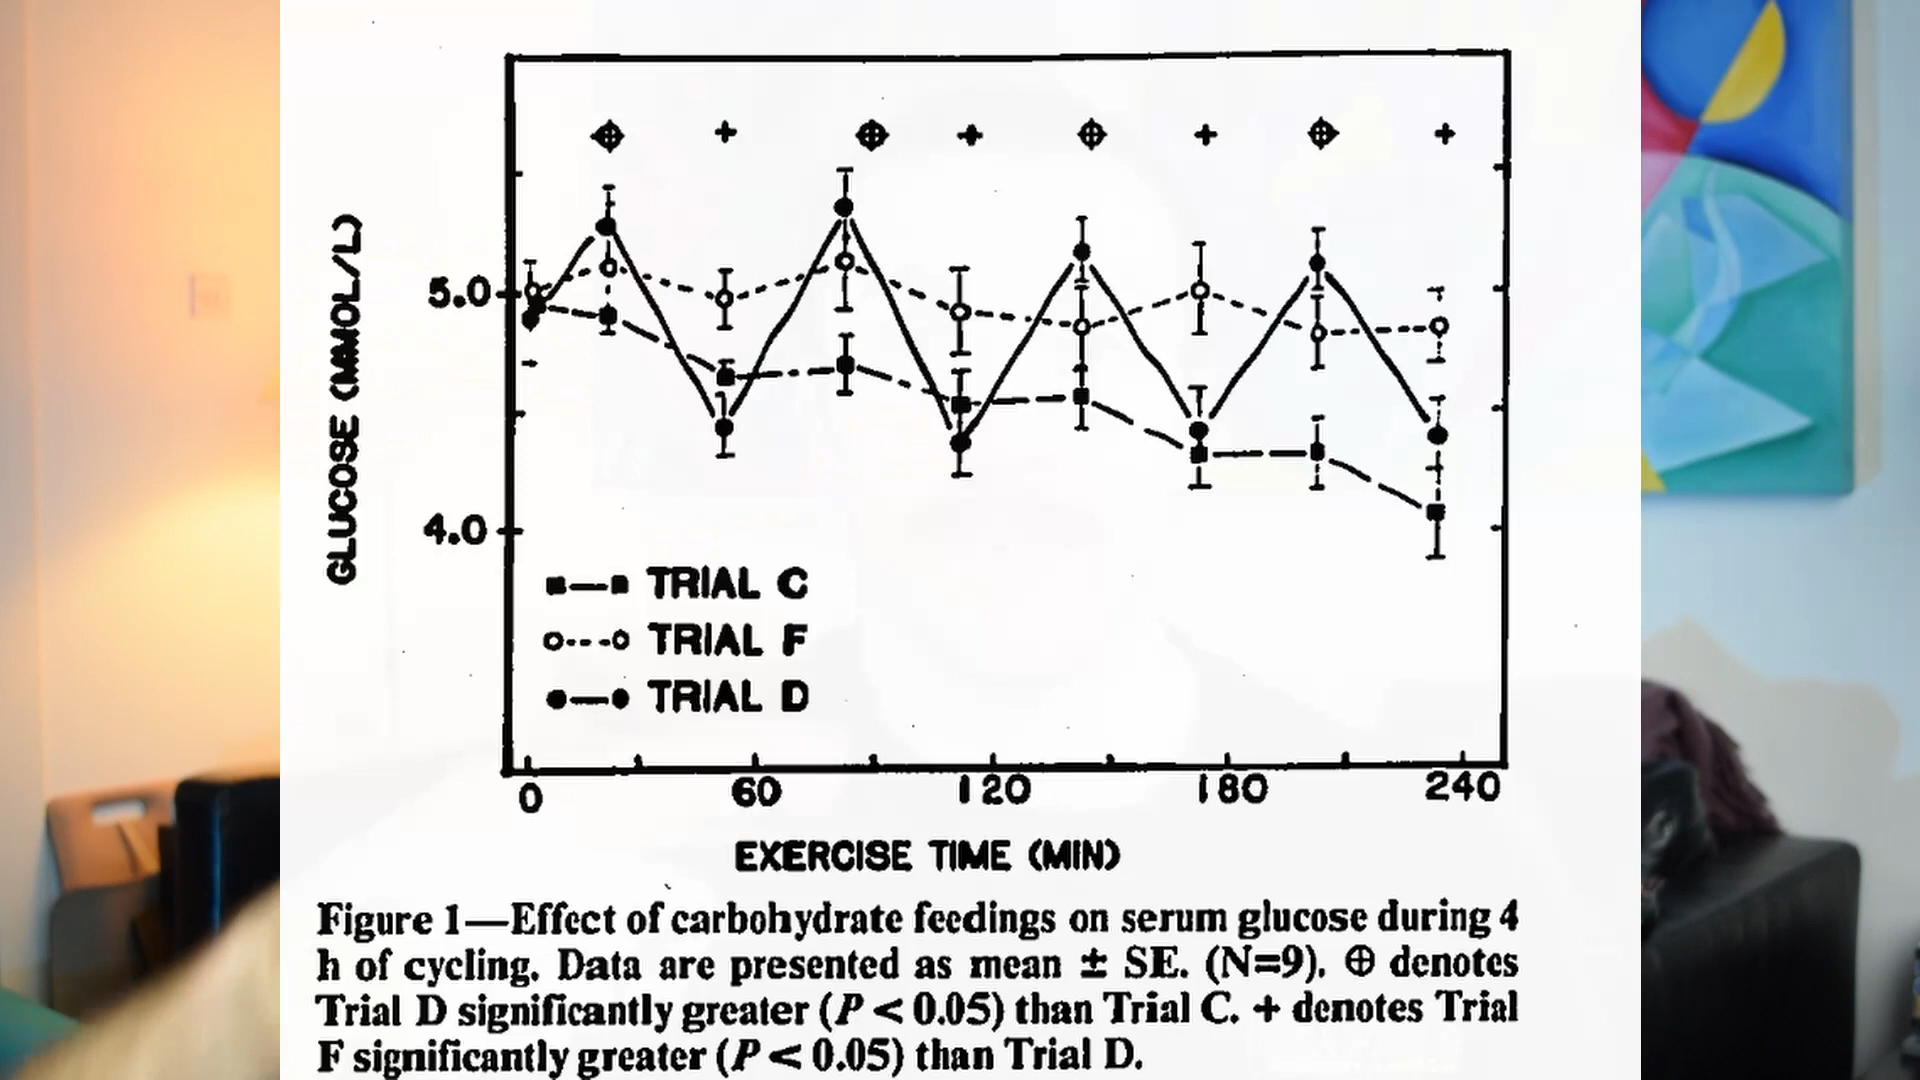 GLUCOSE (MMOL/L)
5.0
4.0
TRIAL C
TRIAL F
TRIAL D
0 60 120 180 240
EXERCISE TIME (MIN)
Figure 1—Effect of carbohydrate feedings on serum glucose during 4
h of cycling. Data are presented as mean ± SE. (N=9). ⊕ denotes
Trial D significantly greater (P < 0.05) than Trial C. + denotes Trial
F significantly greater (P < 0.05) than Trial D.